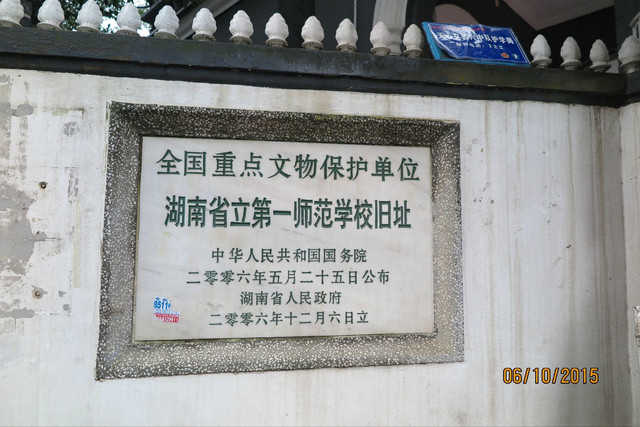 全国重点文物保护单位
湖南省立第一师范学校旧址
中华人民共和国国务院
二零零六年五月二十五日公布
湖南省人民政府
二零零六年十二月六日立
06/10/2015